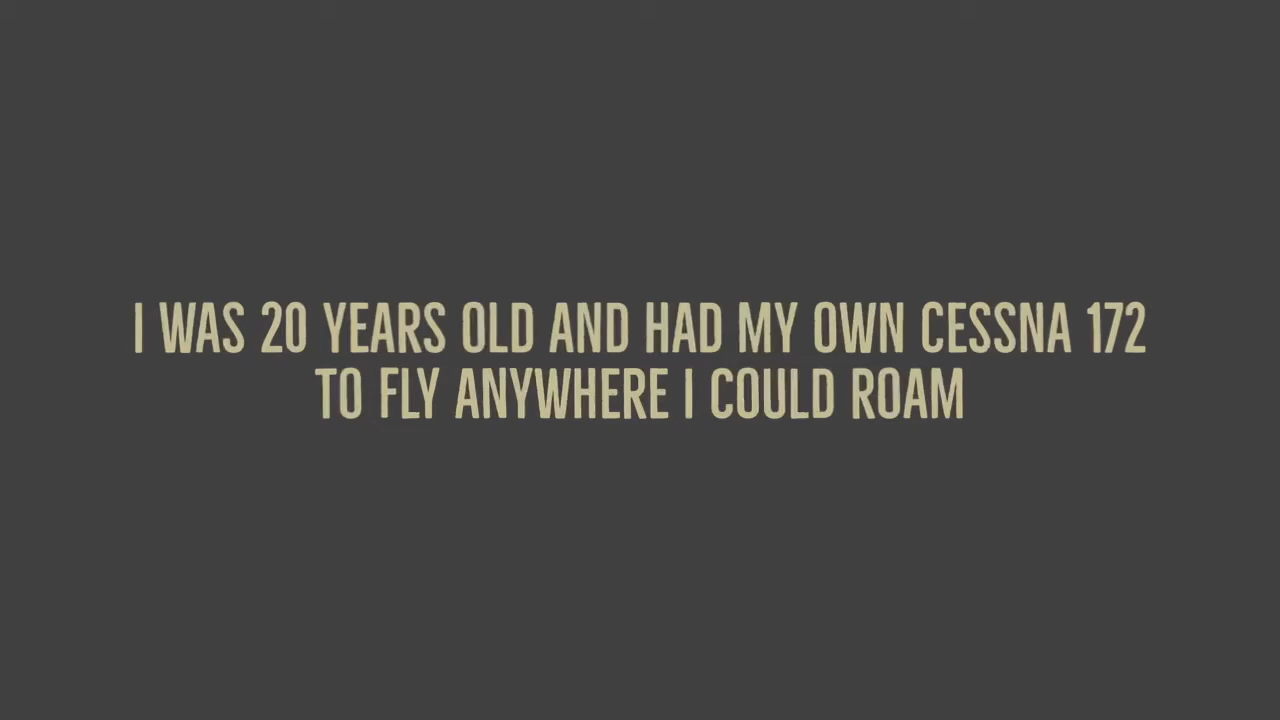 I WAS 20 YEARS OLD AND HAD MY OWN CESSNA 172
TO FLY ANYWHERE I COULD ROAM